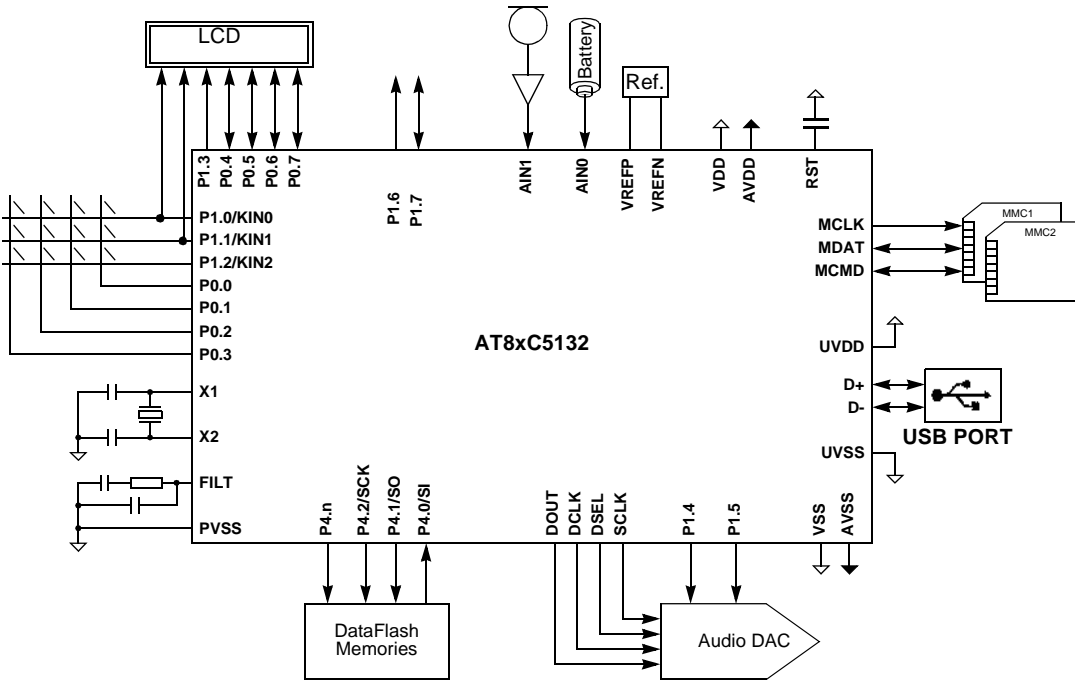 LCD
Battery
Ref.
P1.3
P0.4
P0.5
P0.6
P0.7
P1.6
P1.7
AIN1
AIN0
VREFP
VREFN
VDD
AVDD
RST
P1.0/KIN0
P1.1/KIN1
P1.2/KIN2
P0.0
P0.1
P0.2
P0.3
X1
X2
FILT
PVSS
AT8xC5132
MCLK
MDAT
MCMD
MMC1
MMC2
UVDD
D+
D-
USB PORT
UVSS
P4.n
P4.2/SCK
P4.1/SO
P4.0/SI
DOUT
DCLK
DSEL
SCLK
P1.4
P1.5
VSS
AVSS
DataFlash
Memories
Audio DAC